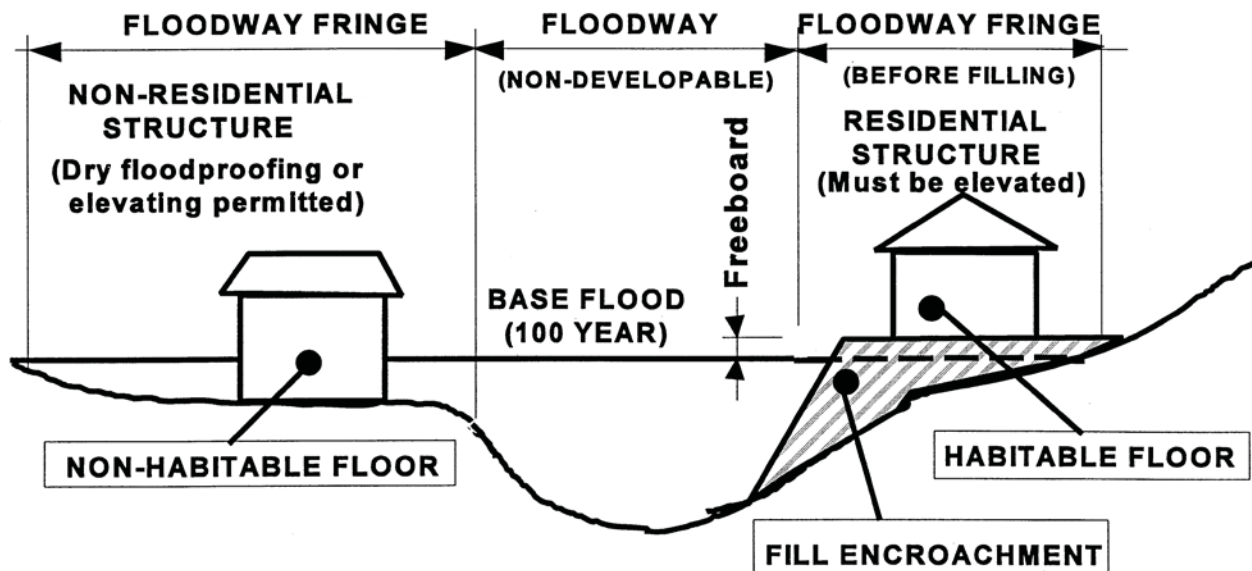 FLOODWAY FRINGE
FLOODWAY
FLOODWAY FRINGE
(NON-DEVELOPABLE)
(BEFORE FILLING)
NON-RESIDENTIAL
STRUCTURE
(Dry floodproofing or
elevating permitted)
RESIDENTIAL
STRUCTURE
(Must be elevated)
Freeboard
BASE FLOOD
(100 YEAR)
NON-HABITABLE FLOOR
HABITABLE FLOOR
FILL ENCROACHMENT